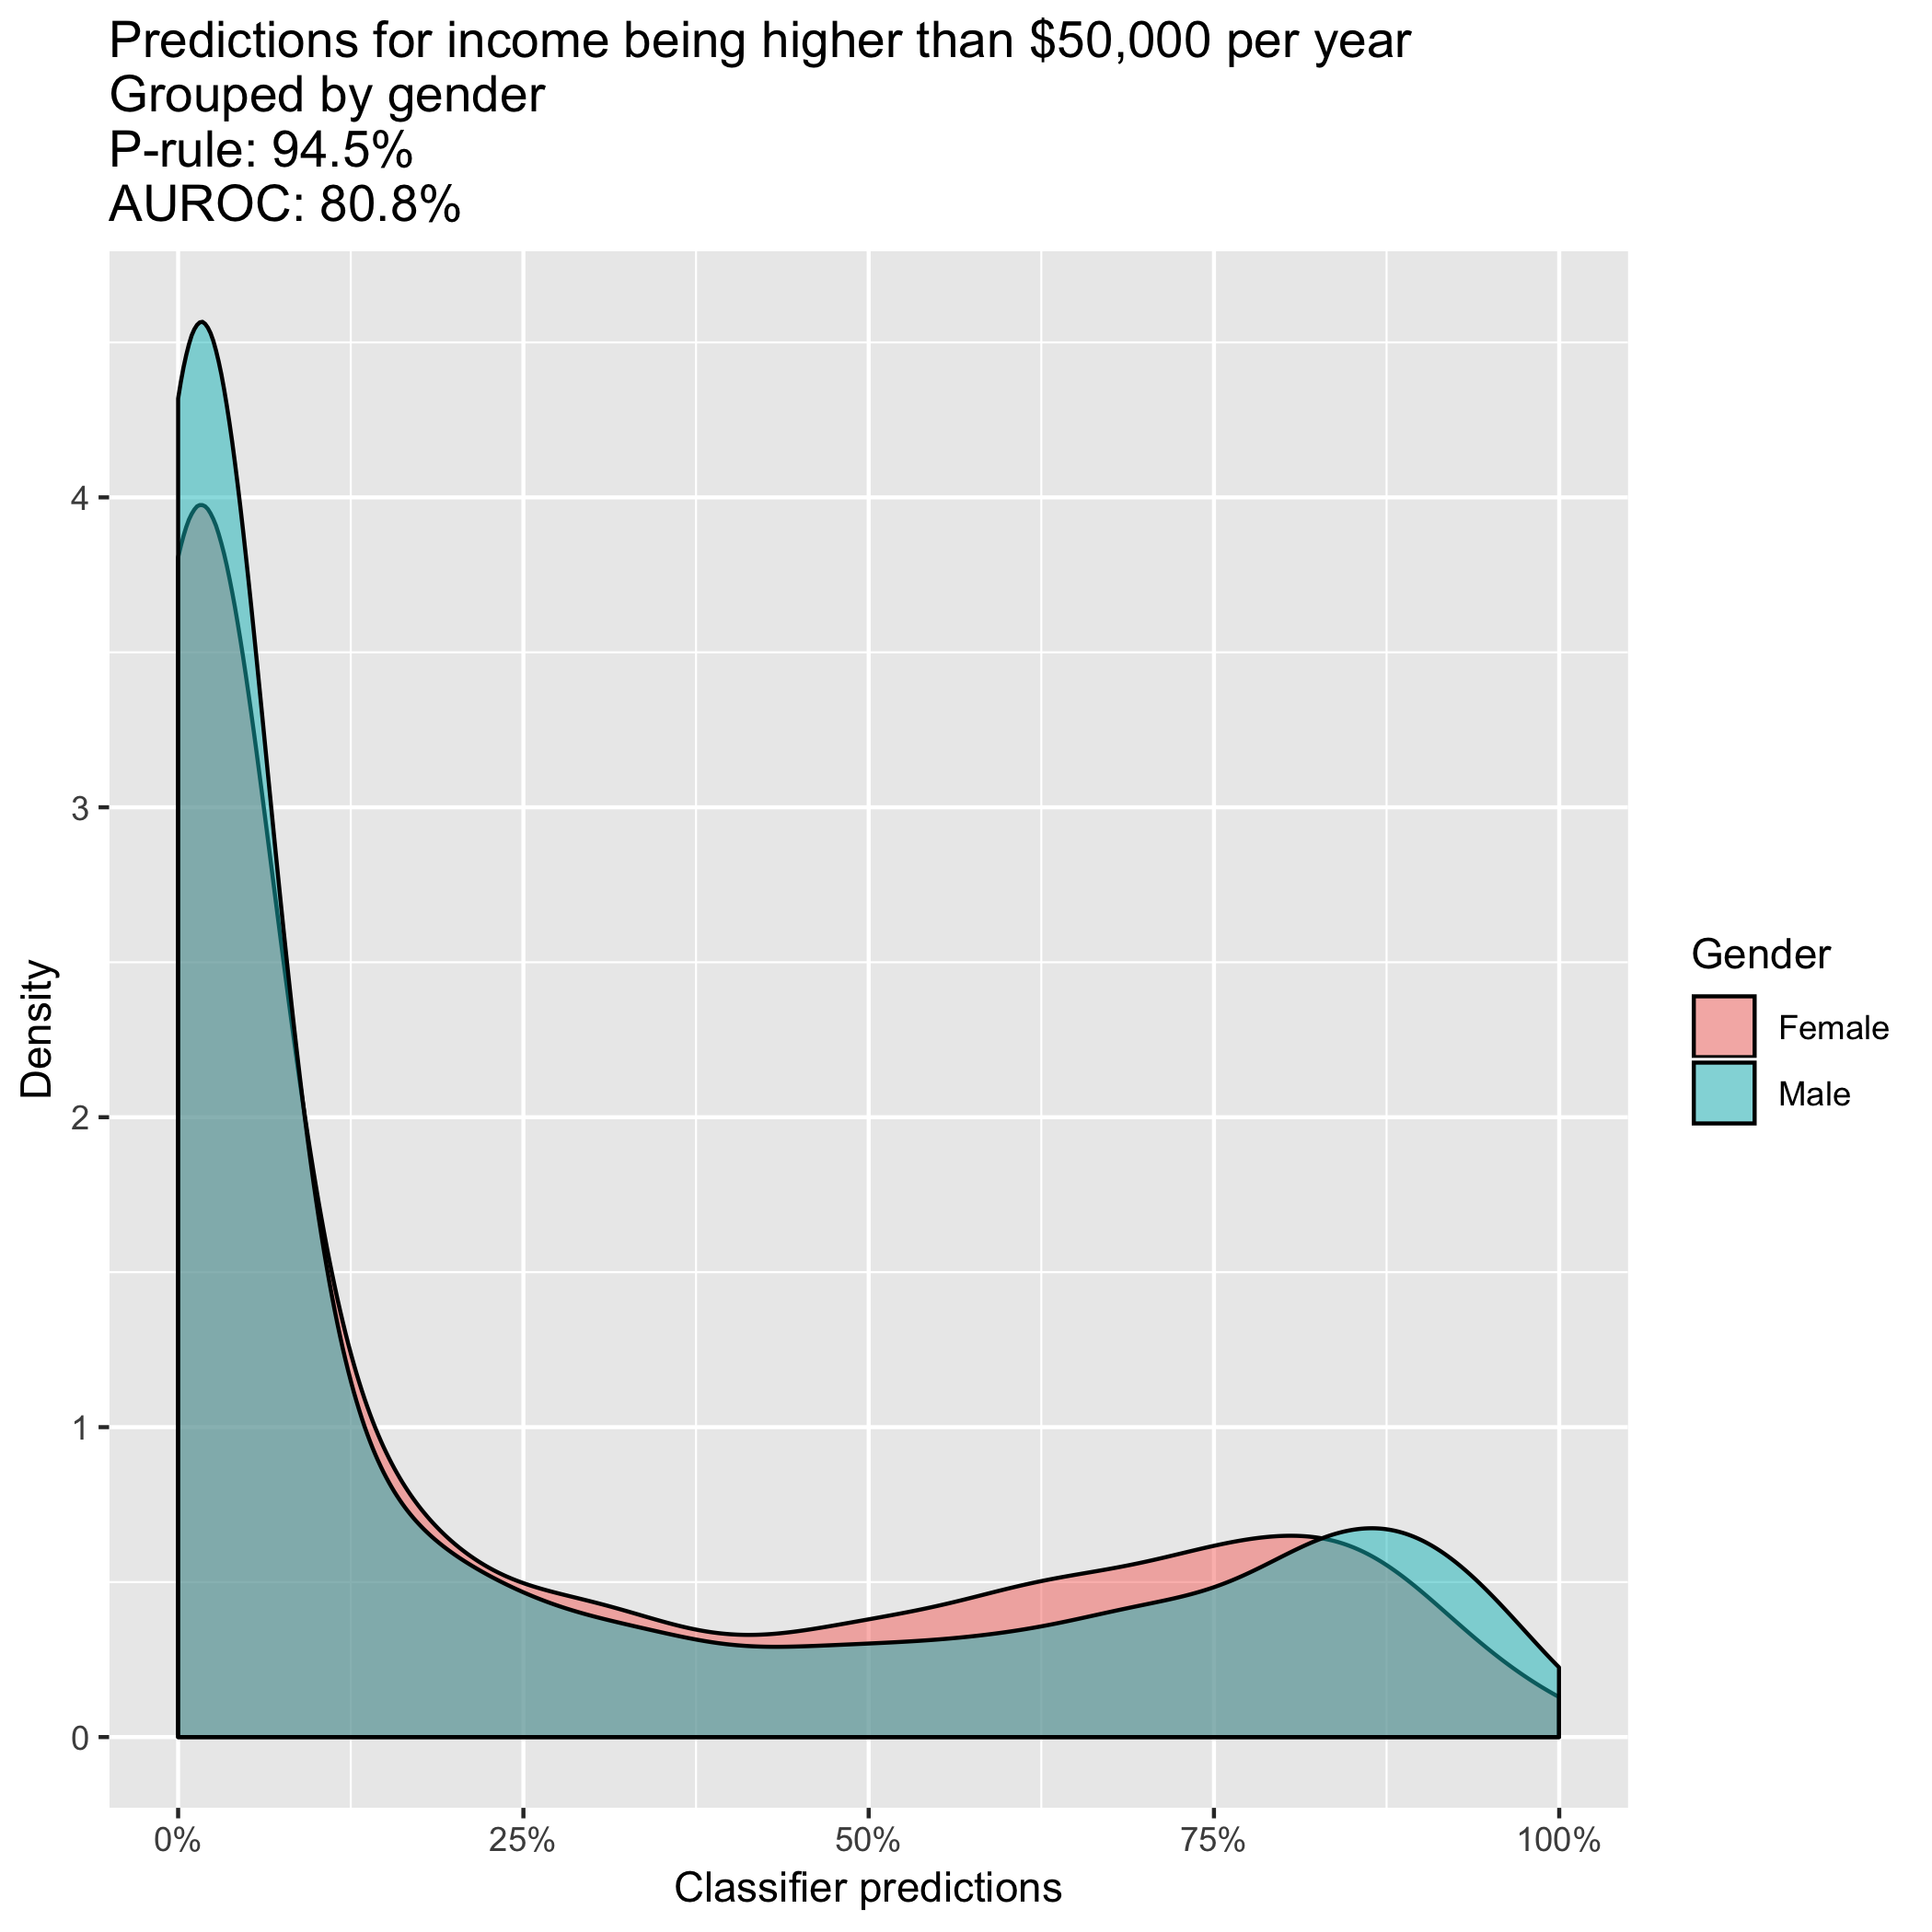 Predictions for income being higher than $50,000 per year
Grouped by gender
P-rule: 94.5%
AUROC: 80.8%
Density
4
3
2
1
0
0%
25%
50%
75%
100%
Classifier predictions
Gender
Female
Male